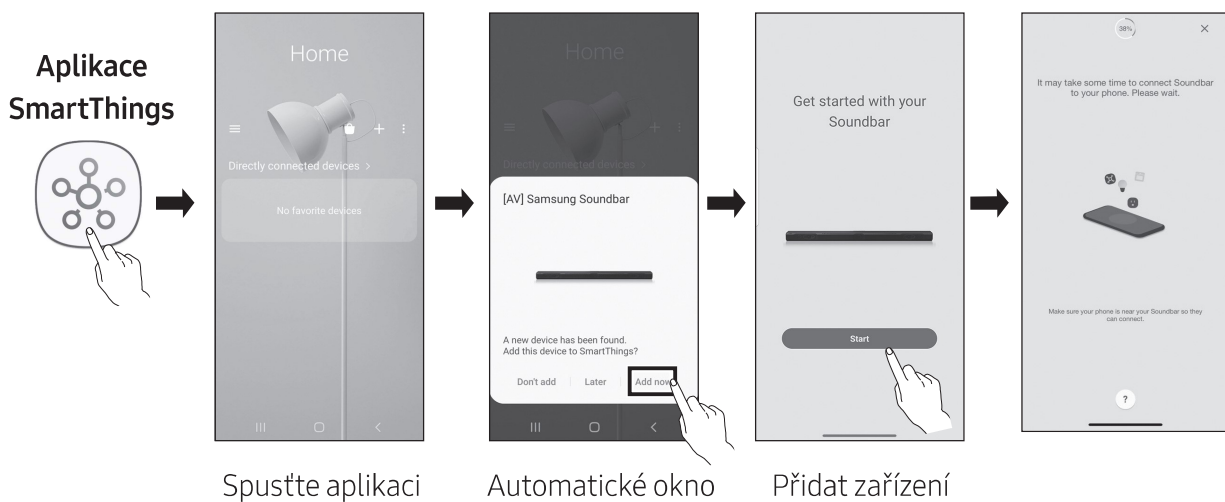 Aplikace
SmartThings
Home
Directly connected devices >
No favorite devices
Spusťte aplikaci
Home
Directly connected devices >
[AV] Samsung Soundbar
A new device has been found.
Add this device to SmartThings?
Don't add
Later
Add now
Automatické okno
Get started with your
Soundbar
Start
Přidat zařízení
38%
It may take some time to connect Soundbar
to your phone. Please wait.
Make sure your phone is near your Soundbar so they
can connect.
?